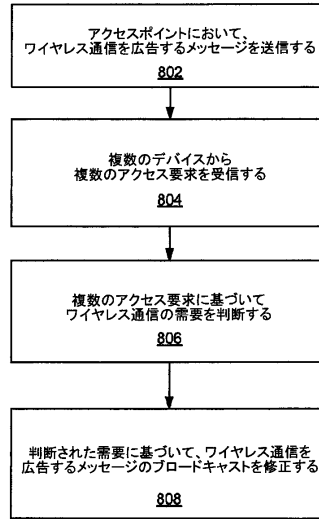 アクセスポイントにおいて、
ワイヤレス通信を広告するメッセージを送信する
802
複数のデバイスから
複数のアクセス要求を受信する
804
複数のアクセス要求に基づいて
ワイヤレス通信の需要を判断する
806
判断された需要に基づいて、ワイヤレス通信を
広告するメッセージのブロードキャストを修正する
808